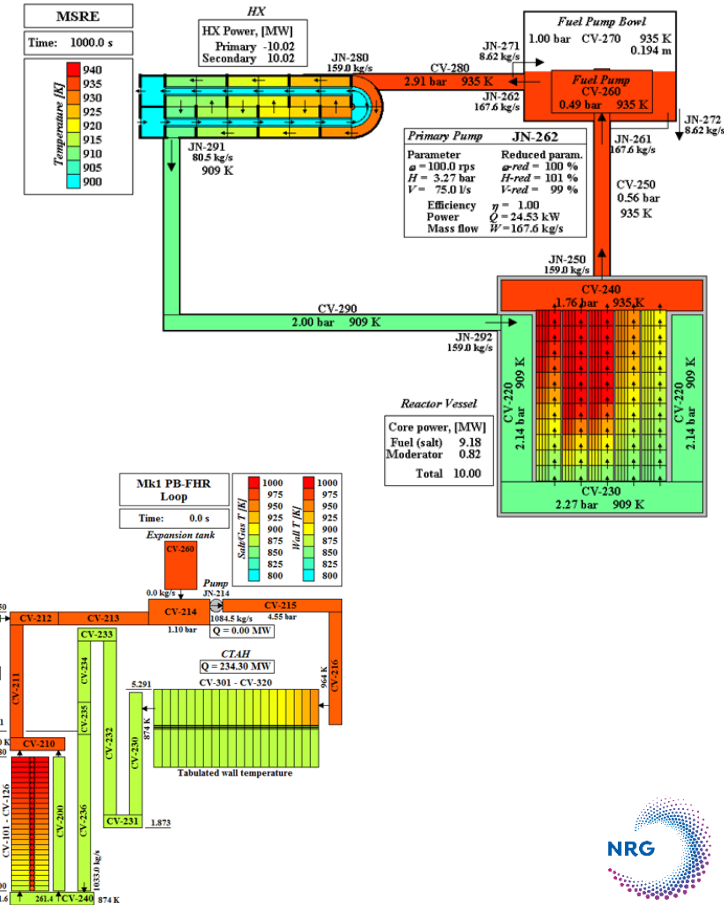 MSRE
Time: 1000.0 s
Temperature [K]
940
935
930
925
920
915
910
905
900
HX
HX Power, [MW]
Primary -10.02
Secondary 10.02
JN-280
159.0 kg/s
CV-280
2.91 bar 935 K
JN-271
8.62 kg/s
JN-262
167.6 kg/s
Fuel Pump Bowl
1.00 bar CV-270 935 K
0.194 m
Fuel Pump
CV-260
0.49 bar 935 K
JN-272
8.62 kg/s
JN-261
167.6 kg/s
JN-291
80.5 kg/s
909 K
Primary Pump JN-262
Parameter Reduced param.
ω = 100.0 rps ω-red = 100 %
H = 3.27 bar H-red = 101 %
V = 75.0 l/s V-red = 99 %
Efficiency η = 1.00
Power Q = 24.53 kW
Mass flow W = 167.6 kg/s
CV-250
0.56 bar
935 K
JN-250
159.0 kg/s
CV-240
1.76 bar 935 K
CV-290
2.00 bar 909 K
JN-292
159.0 kg/s
CV-220
2.14 bar 909 K
CV-220
2.14 bar 909 K
CV-230
2.27 bar 909 K
Reactor Vessel
Core power, [MW]
Fuel (salt) 9.18
Moderator 0.82
Total 10.00
Mk1 PB-FHR
Loop
Time: 0.0 s
Salt/Gas T [K]
1000
975
950
925
900
875
850
825
800
Wall T [K]
1000
975
950
925
900
875
850
825
800
Expansion tank
CV-260
0.0 kg/s
Pump
JN-214
50
CV-212
CV-213
CV-214
CV-215
1084.5 kg/s
4.55 bar
1.10 bar
Q = 0.00 MW
CV-233
CV-234
CV-235
CV-236
CV-211
CV-232
CV-216
964 K
CTAH
Q = 234.30 MW
CV-301 - CV-320
5.291
874 K
CV-230
Tabulated wall temperature
CV-210
0 K
80
CV-101 - CV-126
CV-200
CV-231
1.873
1033.0 kg/s
00
1.6
261.4
CV-240
874 K
NRG